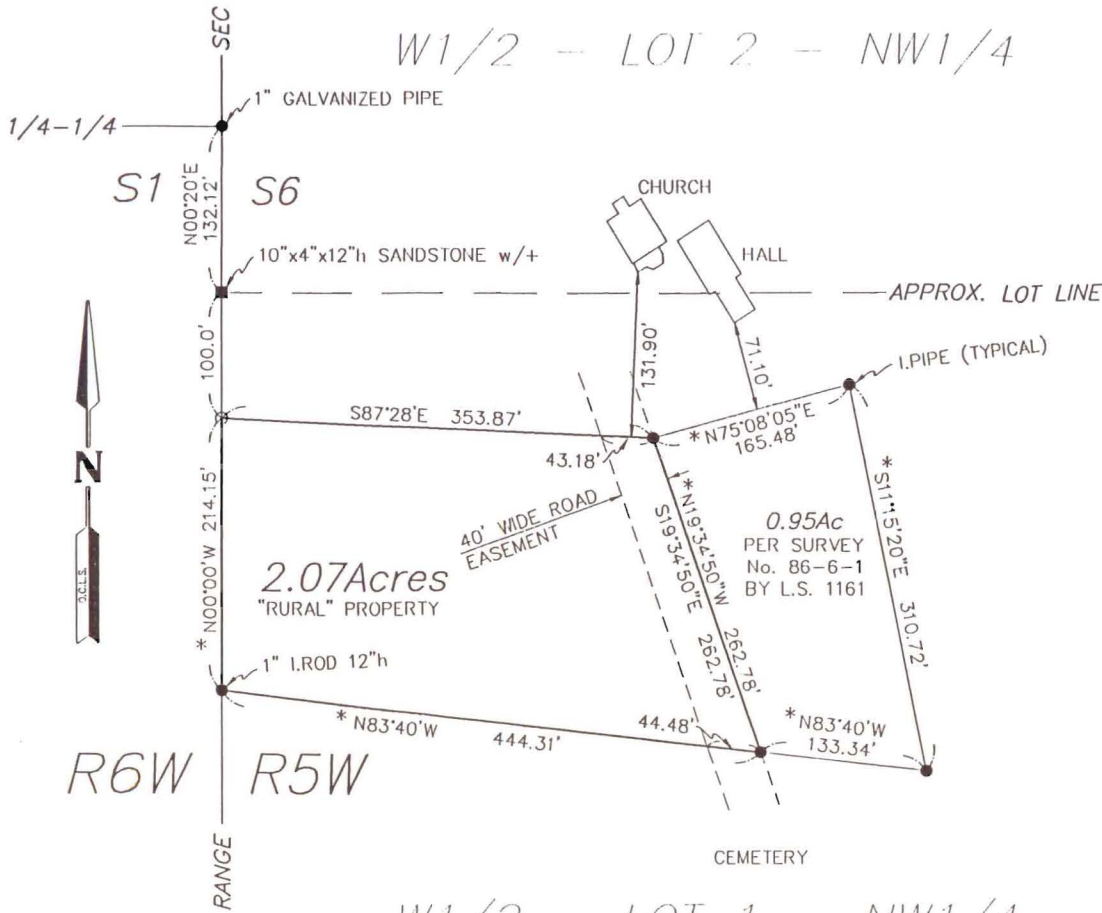 W1/2 - LOT 2 - NW1/4
SEC
1" GALVANIZED PIPE
1/4-1/4
S1 S6
N00°20'E
132.12'
CHURCH
HALL
10"x4"x12"h SANDSTONE w/+
APPROX. LOT LINE
100.0'
131.90'
71.10'
I.PIPE (TYPICAL)
S87°28'E 353.87'
43.18'
*N75°08'05"E
165.48'
N
O.C.L.S.
*N00°00'W 214.15'
40' WIDE ROAD
EASEMENT
*N19°34'50"W 262.78'
S19°34'50"E 262.78'
0.95Ac
PER SURVEY
No. 86-6-1
BY L.S. 1161
*S11°15'20"E 310.72'
2.07Acres
"RURAL" PROPERTY
1" I.ROD 12"h
*N83°40'W 444.31'
44.48'
*N83°40'W
133.34'
R6W R5W
RANGE
CEMETERY
W1/2 LOT 1 NW1/4